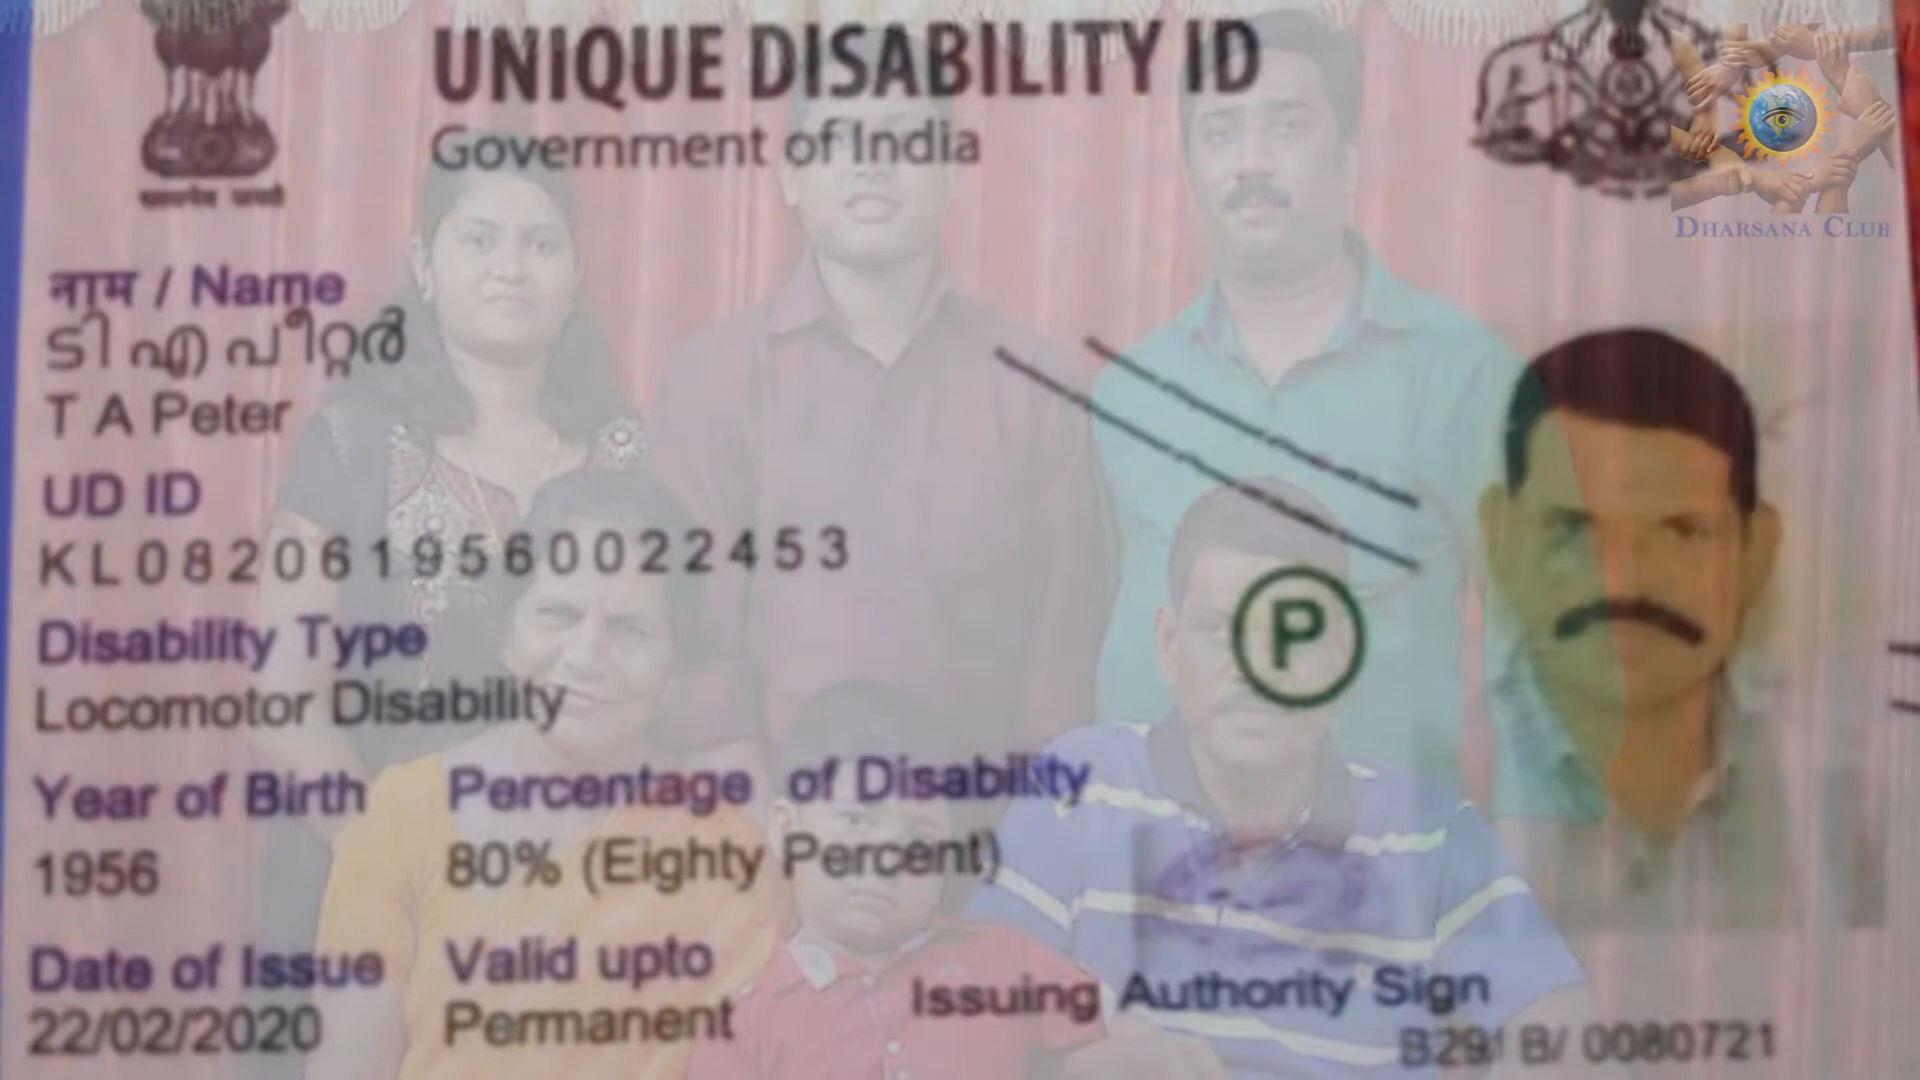 UNIQUE DISABILITY ID
Government of India
DHARSANA CLUB
नाम / Name
ടി എ പീറ്റർ
T A Peter
UD ID
KL0820619560022453
Disability Type
Locomotor Disability
P
Year of Birth Percentage of Disability
1956 80% (Eighty Percent)
Date of Issue Valid upto
22/02/2020 Permanent
Issuing Authority Sign
B/ 0080721